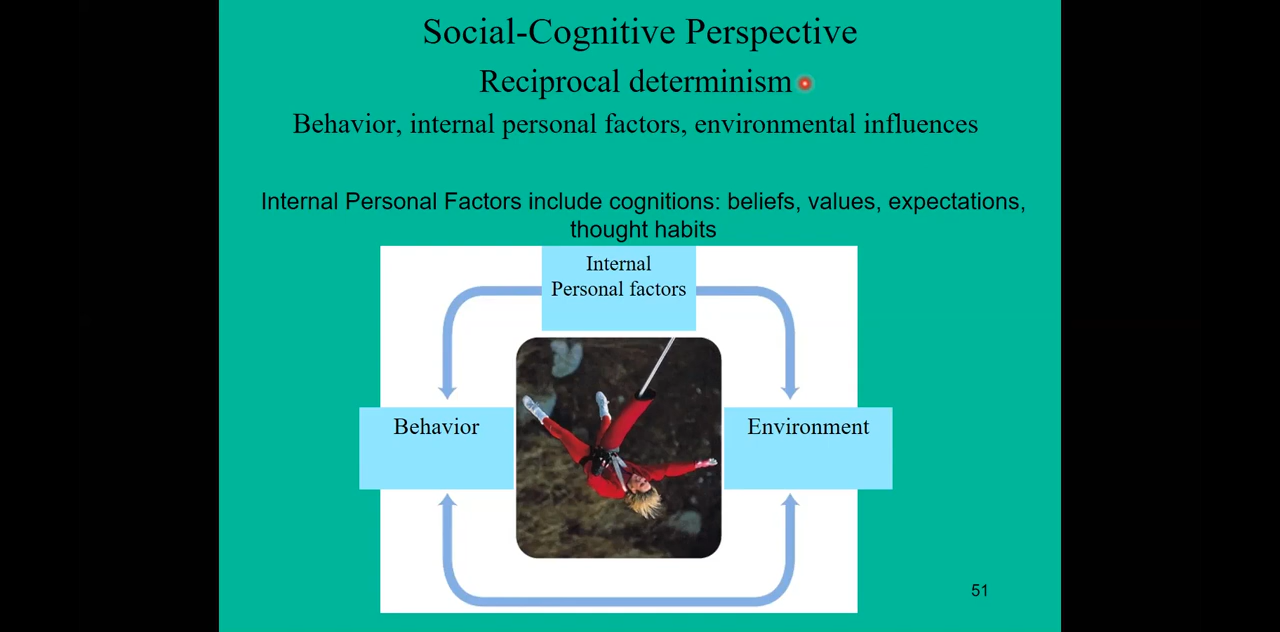 Social-Cognitive Perspective
Reciprocal determinism
Behavior, internal personal factors, environmental influences
Internal Personal Factors include cognitions: beliefs, values, expectations,
thought habits
Internal
Personal factors
Behavior
Environment
51